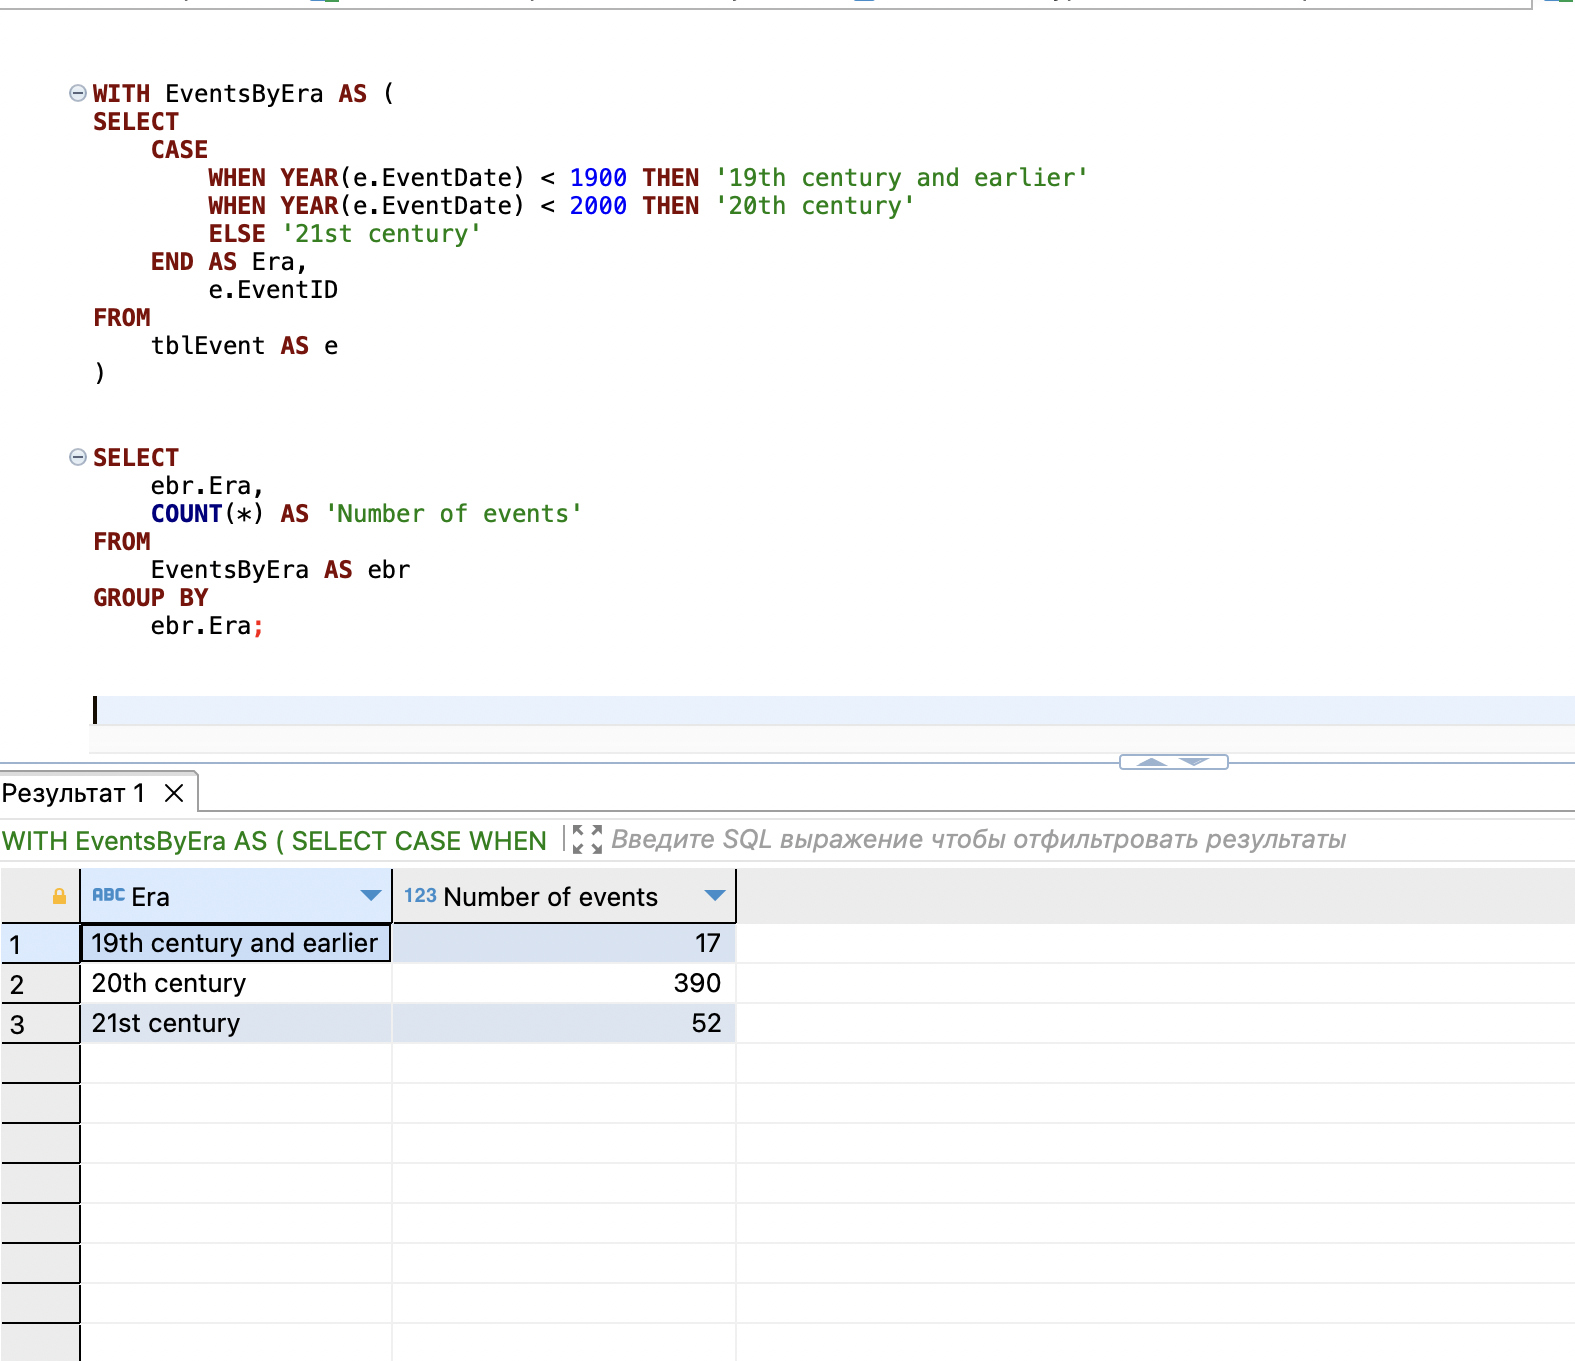 WITH EventsByEra AS (
SELECT
CASE
WHEN YEAR(e.EventDate) < 1900 THEN '19th century and earlier'
WHEN YEAR(e.EventDate) < 2000 THEN '20th century'
ELSE '21st century'
END AS Era,
e.EventID
FROM
tblEvent AS e
)
SELECT
ebr.Era,
COUNT(*) AS 'Number of events'
FROM
EventsByEra AS ebr
GROUP BY
ebr.Era;
Результат 1
WITH EventsByEra AS ( SELECT CASE WHEN Введите SQL выражение чтобы отфильтровать результаты
ABC Era 123 Number of events
1 19th century and earlier 17
2 20th century 390
3 21st century 52